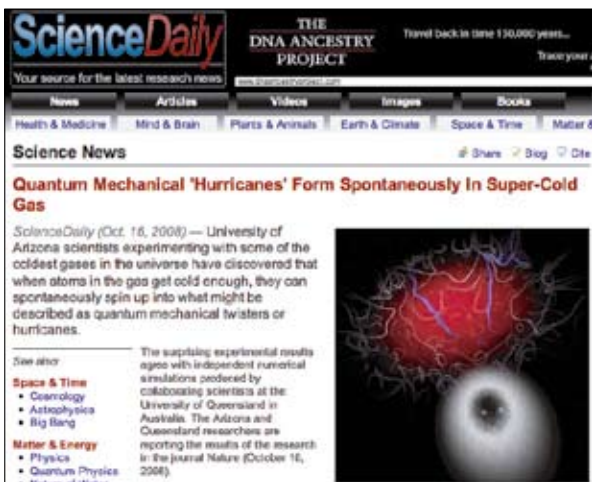 ScienceDaily
Your source for the latest research news
THE
DNA ANCESTRY
PROJECT
Travel back in time 150,000 years...
Trace your
News Articles Videos Images Books
Health & Medicine Mind & Brain Plants & Animals Earth & Climate Space & Time Matter &
Science News
Share Blog Cite
Quantum Mechanical 'Hurricanes' Form Spontaneously In Super-Cold
Gas
ScienceDaily (Oct. 16, 2008) — University of
Arizona scientists experimenting with some of the
coldest gases in the universe have discovered that
when atoms in the gas get cold enough, they can
spontaneously spin up into what might be
described as quantum mechanical twisters or
hurricanes.
See also:
Space & Time
• Cosmology
• Astrophysics
• Big Bang
Matter & Energy
• Physics
• Quantum Physics
The surprising experimental results
agree with independent numerical
simulations produced by
collaborating scientists at the
University of Queensland in
Australia. The Arizona and
Queensland researchers are
reporting the results of the research
in the journal Nature (October 16,
2008).